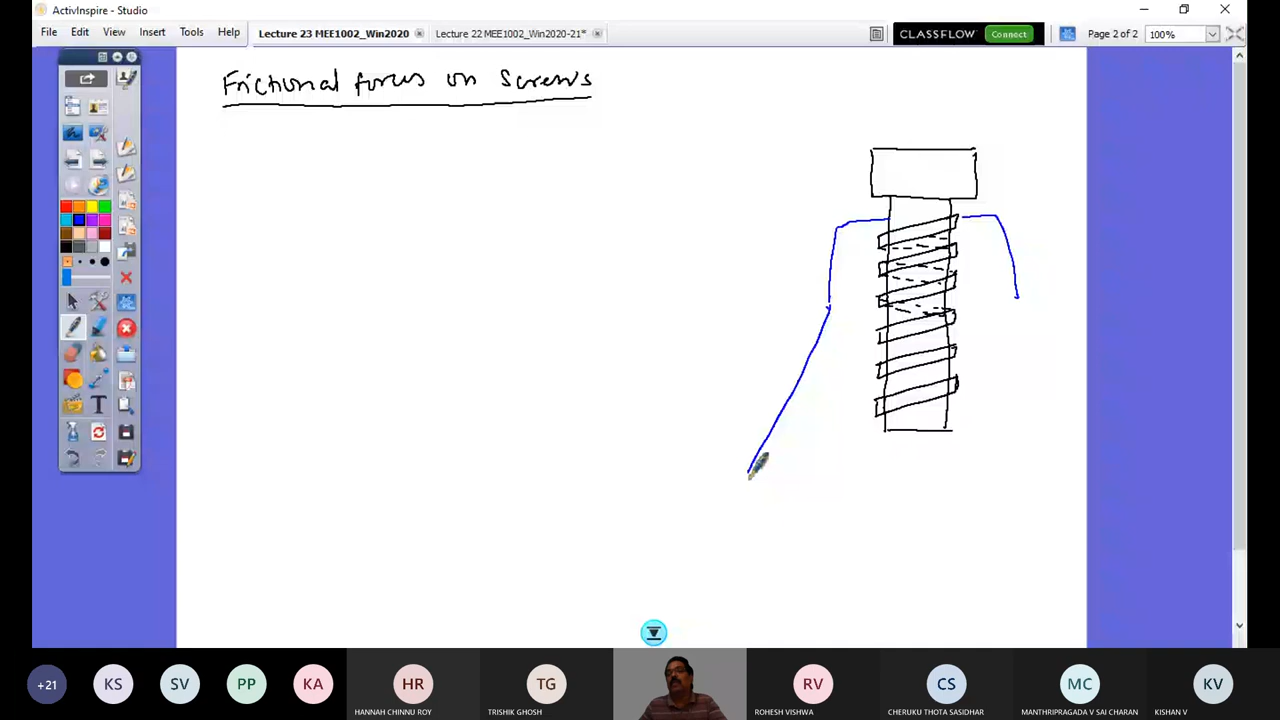 ActivInspire - Studio
File Edit View Insert Tools Help
Lecture 23 MEE1002_Win2020
Lecture 22 MEE1002_Win2020-21*
CLASSFLOW Connect
Page 2 of 2
100%
Frictional forces on Screws
T
+21
KS
SV
PP
KA
HR
HANNAH CHINNU ROY
TG
TRISHIK GHOSH
RV
ROHESH VISHWA
CS
CHERUKU THOTA SASIDHAR
MC
MANTHRIPRAGADA V SAI CHARAN
KV
KISHAN V